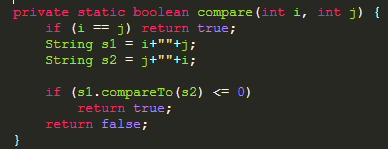 private static boolean compare(int i, int j) {
if (i == j) return true;
String s1 = i+""+j;
String s2 = j+""+i;
if (s1.compareTo(s2) <= 0)
return true;
return false;
}